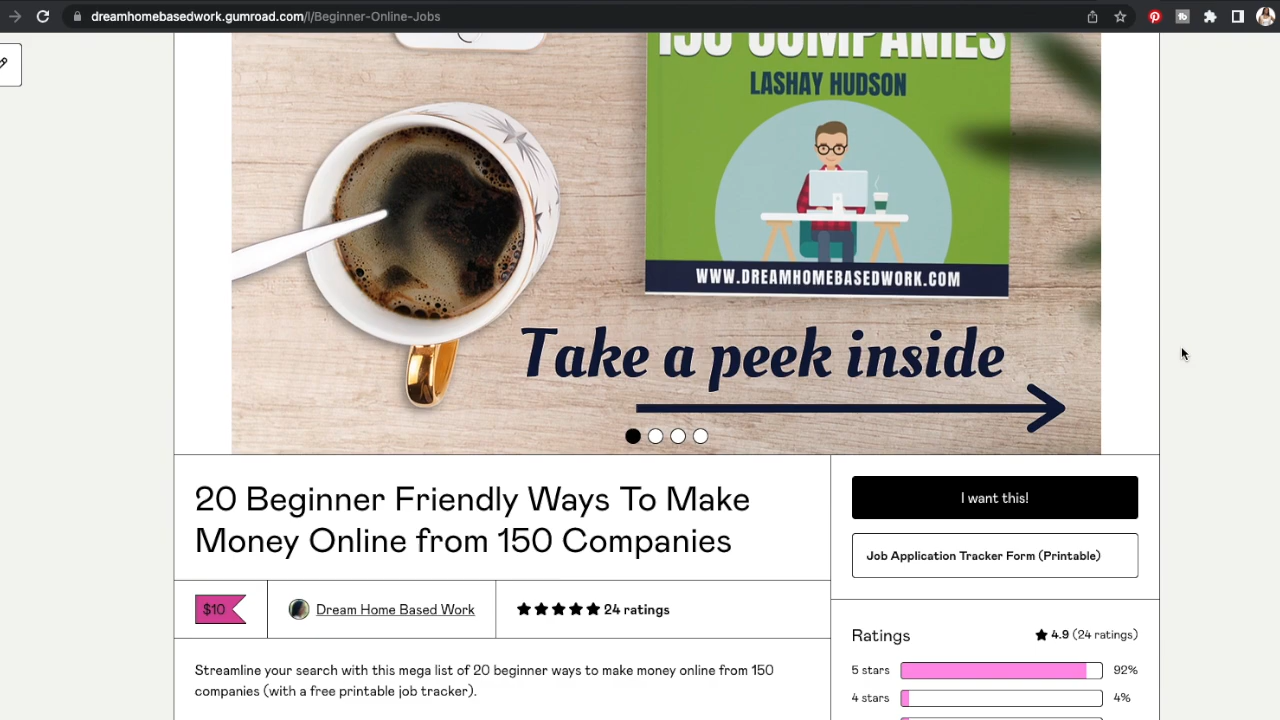 dreamhomebasedwork.gumroad.com/l/Beginner-Online-Jobs
150 COMPANIES
LASHAY HUDSON
WWW.DREAMHOMEBASEDWORK.COM
Take a peek inside
20 Beginner Friendly Ways To Make
Money Online from 150 Companies
$10
Dream Home Based Work
24 ratings
Streamline your search with this mega list of 20 beginner ways to make money online from 150
companies (with a free printable job tracker).
I want this!
Job Application Tracker Form (Printable)
Ratings
4.9 (24 ratings)
5 stars
92%
4 stars
4%